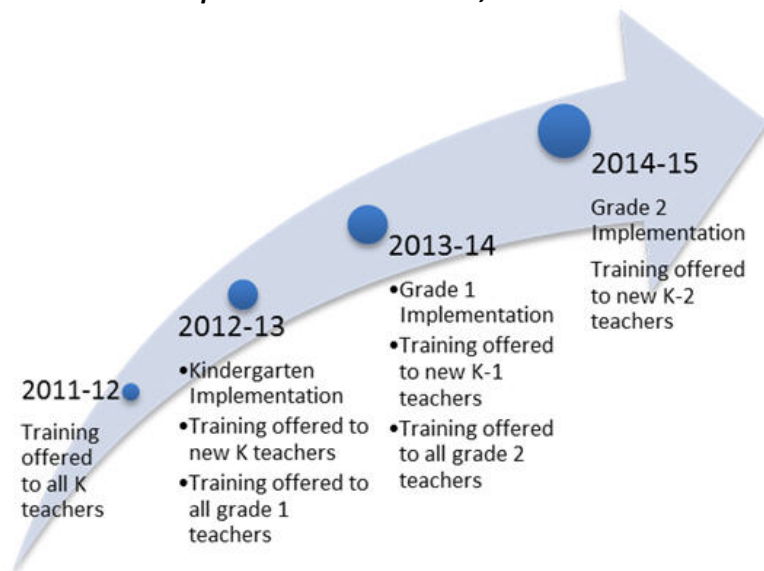 2011-12
Training
offered
to all K
teachers
2012-13
•Kindergarten
Implementation
•Training offered to
new K teachers
•Training offered to
all grade 1
teachers
2013-14
•Grade 1
Implementation
•Training offered
to new K-1
teachers
•Training offered
to all grade 2
teachers
2014-15
Grade 2
Implementation
Training offered
to new K-2
teachers